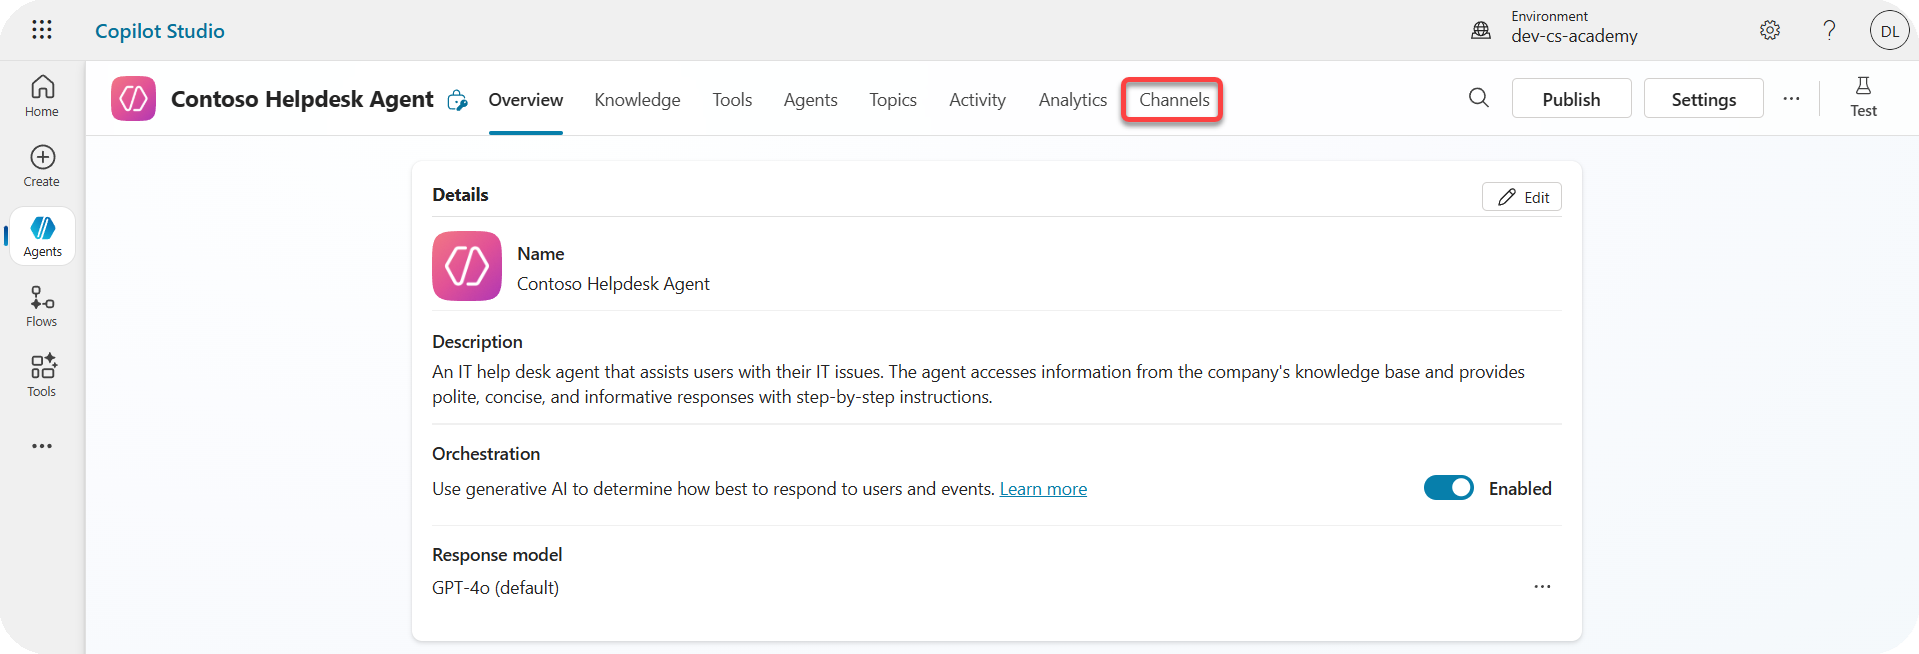 Copilot Studio
Environment
dev-cs-academy
?
DL
Home
Create
Agents
Flows
Tools
Contoso Helpdesk Agent
Overview
Knowledge
Tools
Agents
Topics
Activity
Analytics
Channels
Publish
Settings
Test
Details
Edit
Name
Contoso Helpdesk Agent
Description
An IT help desk agent that assists users with their IT issues. The agent accesses information from the company's knowledge base and provides
polite, concise, and informative responses with step-by-step instructions.
Orchestration
Use generative AI to determine how best to respond to users and events. Learn more
Enabled
Response model
GPT-4o (default)